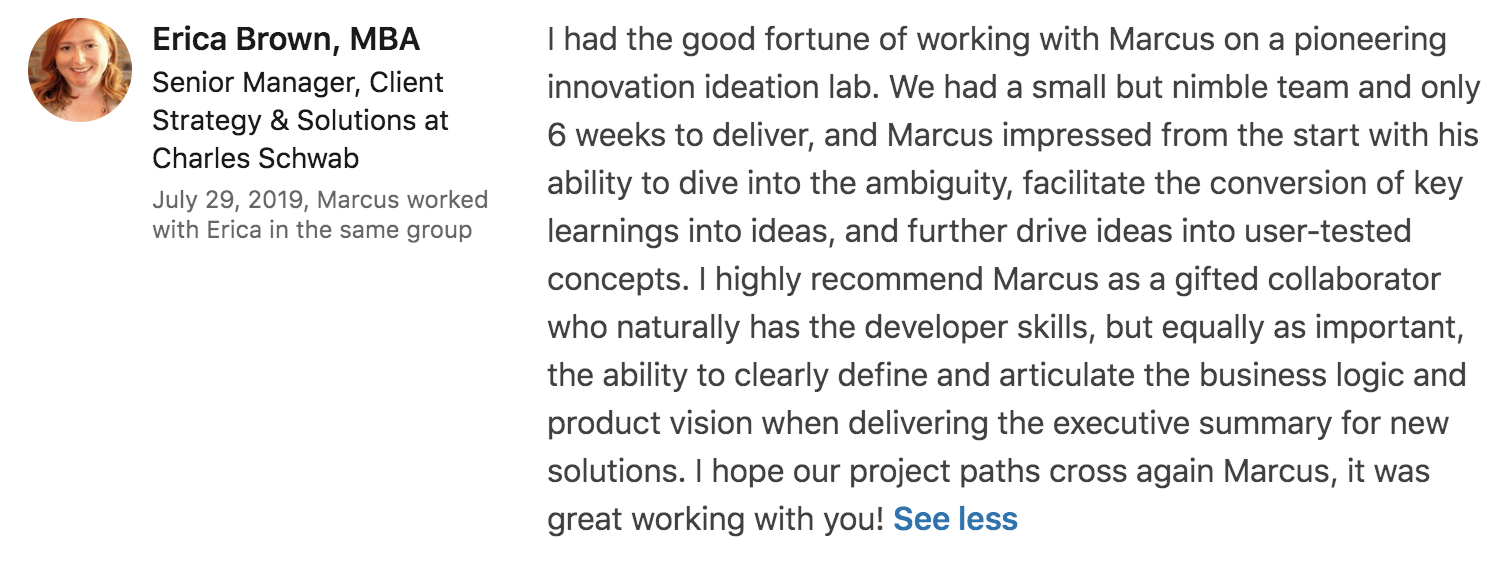 Erica Brown, MBA
Senior Manager, Client
Strategy & Solutions at
Charles Schwab
July 29, 2019, Marcus worked
with Erica in the same group
I had the good fortune of working with Marcus on a pioneering
innovation ideation lab. We had a small but nimble team and only
6 weeks to deliver, and Marcus impressed from the start with his
ability to dive into the ambiguity, facilitate the conversion of key
learnings into ideas, and further drive ideas into user-tested
concepts. I highly recommend Marcus as a gifted collaborator
who naturally has the developer skills, but equally as important,
the ability to clearly define and articulate the business logic and
product vision when delivering the executive summary for new
solutions. I hope our project paths cross again Marcus, it was
great working with you! See less